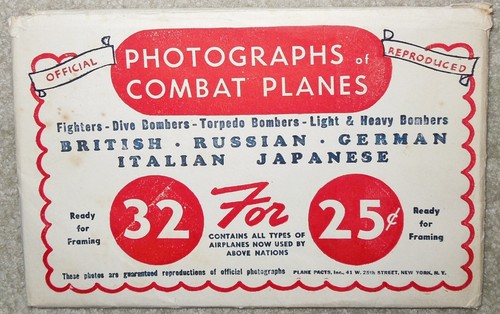 OFFICIAL
PHOTOGRAPHS of
COMBAT PLANES
REPRODUCED
Fighters - Dive Bombers - Torpedo Bombers - Light & Heavy Bombers
BRITISH · RUSSIAN · GERMAN
ITALIAN JAPANESE
Ready
for
Framing
32
For
25¢
CONTAINS ALL TYPES OF
AIRPLANES NOW USED BY
ABOVE NATIONS
Ready
for
Framing
These photos are guaranteed reproductions of official photographs PLANE FACTS, Inc., 41 W. 25th STREET, NEW YORK, N. Y.